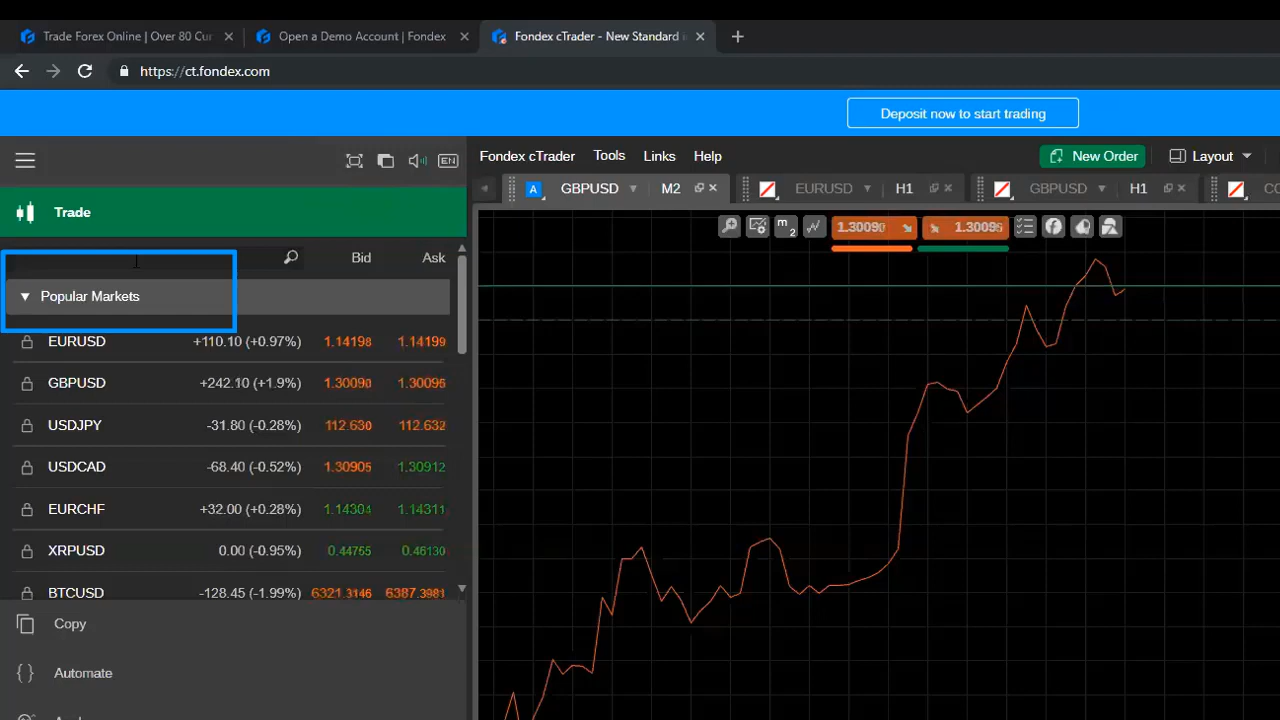 Trade Forex Online | Over 80 Cur
Open a Demo Account | Fondex
Fondex cTrader - New Standard i
https://ct.fondex.com
Deposit now to start trading
EN
Fondex cTrader Tools Links Help
New Order Layout
A GBPUSD M2 EURUSD H1 GBPUSD H1
Trade
m2 1.30090 1.30095
Bid Ask
Popular Markets
EURUSD +110.10 (+0.97%) 1.14198 1.14199
GBPUSD +242.10 (+1.9%) 1.30090 1.30095
USDJPY -31.80 (-0.28%) 112.630 112.632
USDCAD -68.40 (-0.52%) 1.30905 1.30912
EURCHF +32.00 (+0.28%) 1.14304 1.14311
XRPUSD 0.00 (-0.95%) 0.44765 0.46130
BTCUSD -128.45 (-1.99%) 6321.3146 6387.3981
Copy
Automate